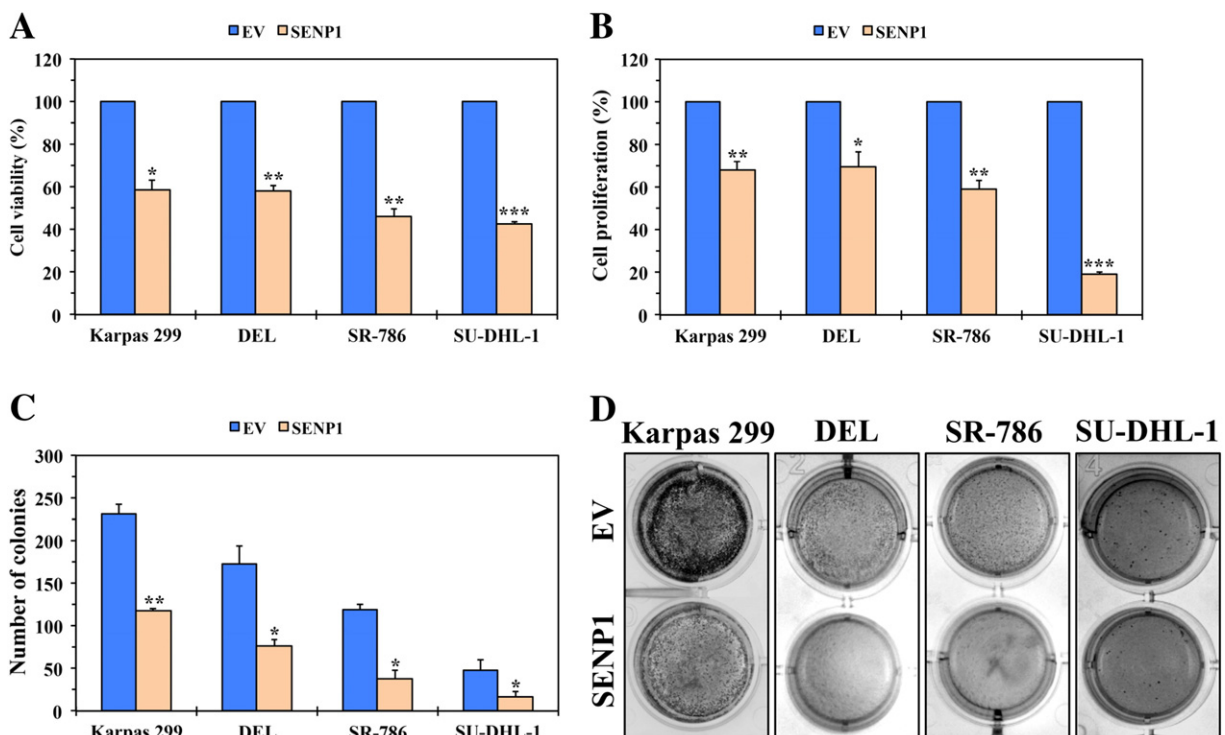 A
EV SENP1
Cell viability (%)
120
100
80
60
40
20
0
*
**
**
***
Karpas 299 DEL SR-786 SU-DHL-1
B
EV SENP1
Cell proliferation (%)
120
100
80
60
40
20
0
**
*
**
***
Karpas 299 DEL SR-786 SU-DHL-1
C
EV SENP1
Number of colonies
300
250
200
150
100
50
0
**
*
*
*
Karpas 299 DEL SR-786 SU-DHL-1
D
Karpas 299 DEL SR-786 SU-DHL-1
EV
SENP1
2
4